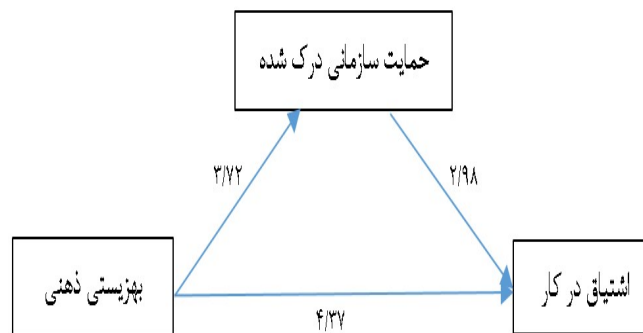 حمایت سازمانی درک شده
۳/۷۲
۲/۹۸
بهزیستی ذهنی
اشتیاق در کار
۴/۳۷